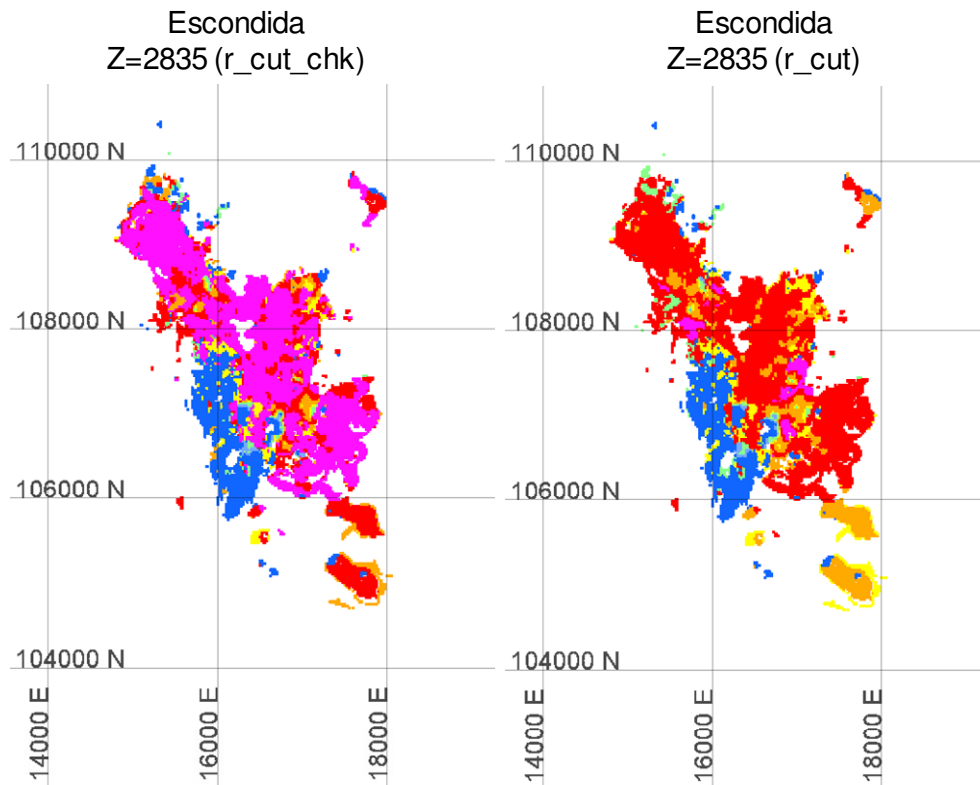 Escondida
Z=2835 (r_cut_chk)
110000 N
108000 N
106000 N
104000 N
14000 E
16000 E
18000 E
Escondida
Z=2835 (r_cut)
110000 N
108000 N
106000 N
104000 N
14000 E
16000 E
18000 E